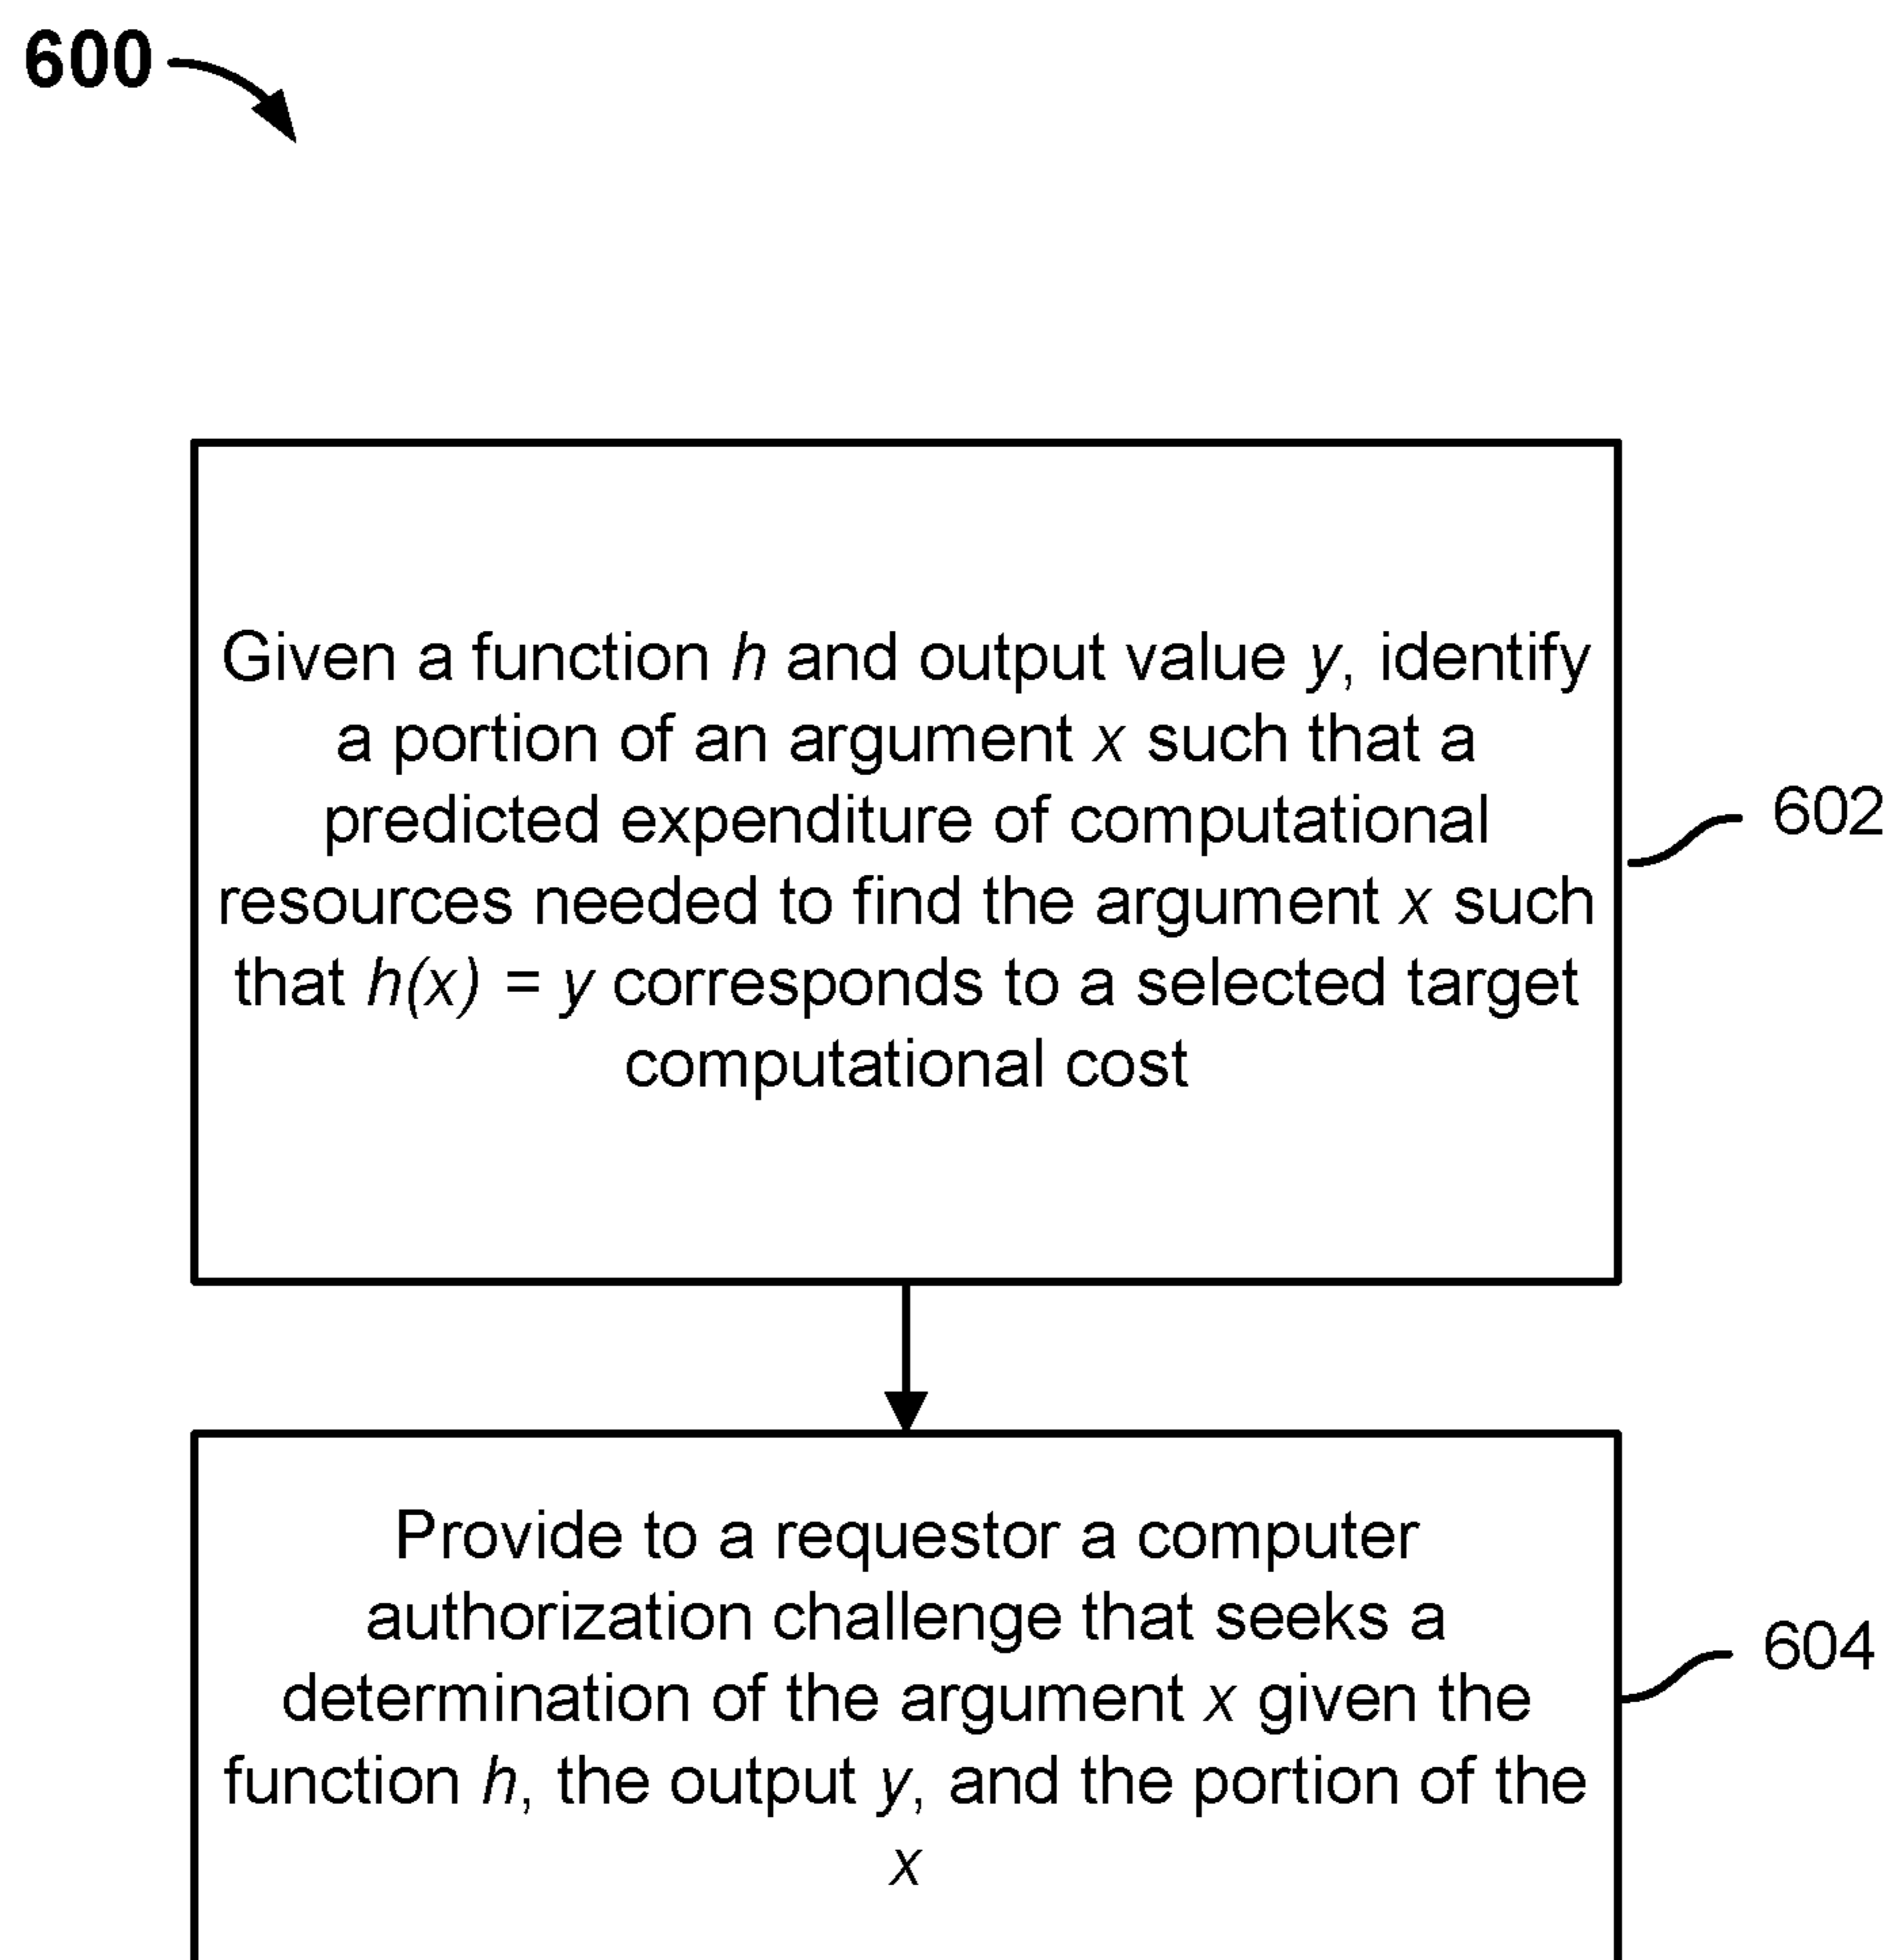 600
Given a function h and output value y, identify
a portion of an argument x such that a
predicted expenditure of computational
resources needed to find the argument x such
that h(x) = y corresponds to a selected target
computational cost
602
Provide to a requestor a computer
authorization challenge that seeks a
determination of the argument x given the
function h, the output y, and the portion of the
x
604